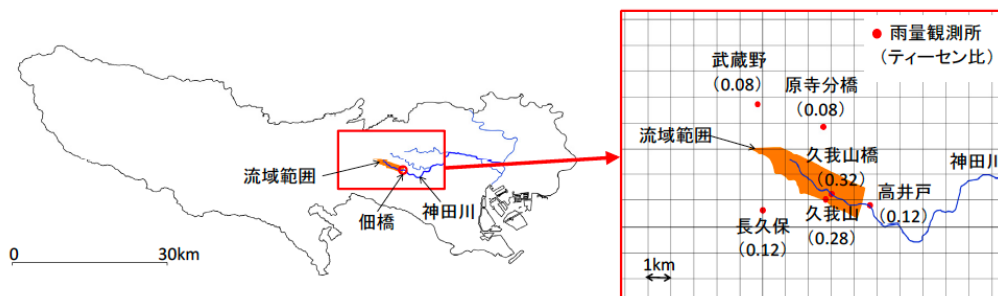 流域範囲
佃橋
神田川
0
30km
雨量観測所
（ティーセン比）
武蔵野
（0.08）
原寺分橋
（0.08）
流域範囲
久我山橋
（0.32）
神田川
高井戸
（0.12）
長久保
（0.12）
久我山
（0.28）
1km